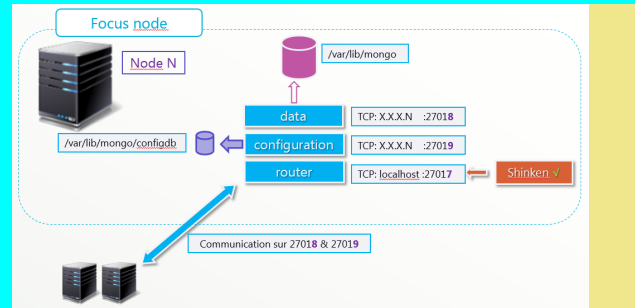 Focus node
Node N
/var/lib/mongo
data
TCP: X.X.X.N :27018
/var/lib/mongo/configdb
configuration
TCP: X.X.X.N :27019
router
TCP: localhost :27017
Shinken √
Communication sur 27018 & 27019